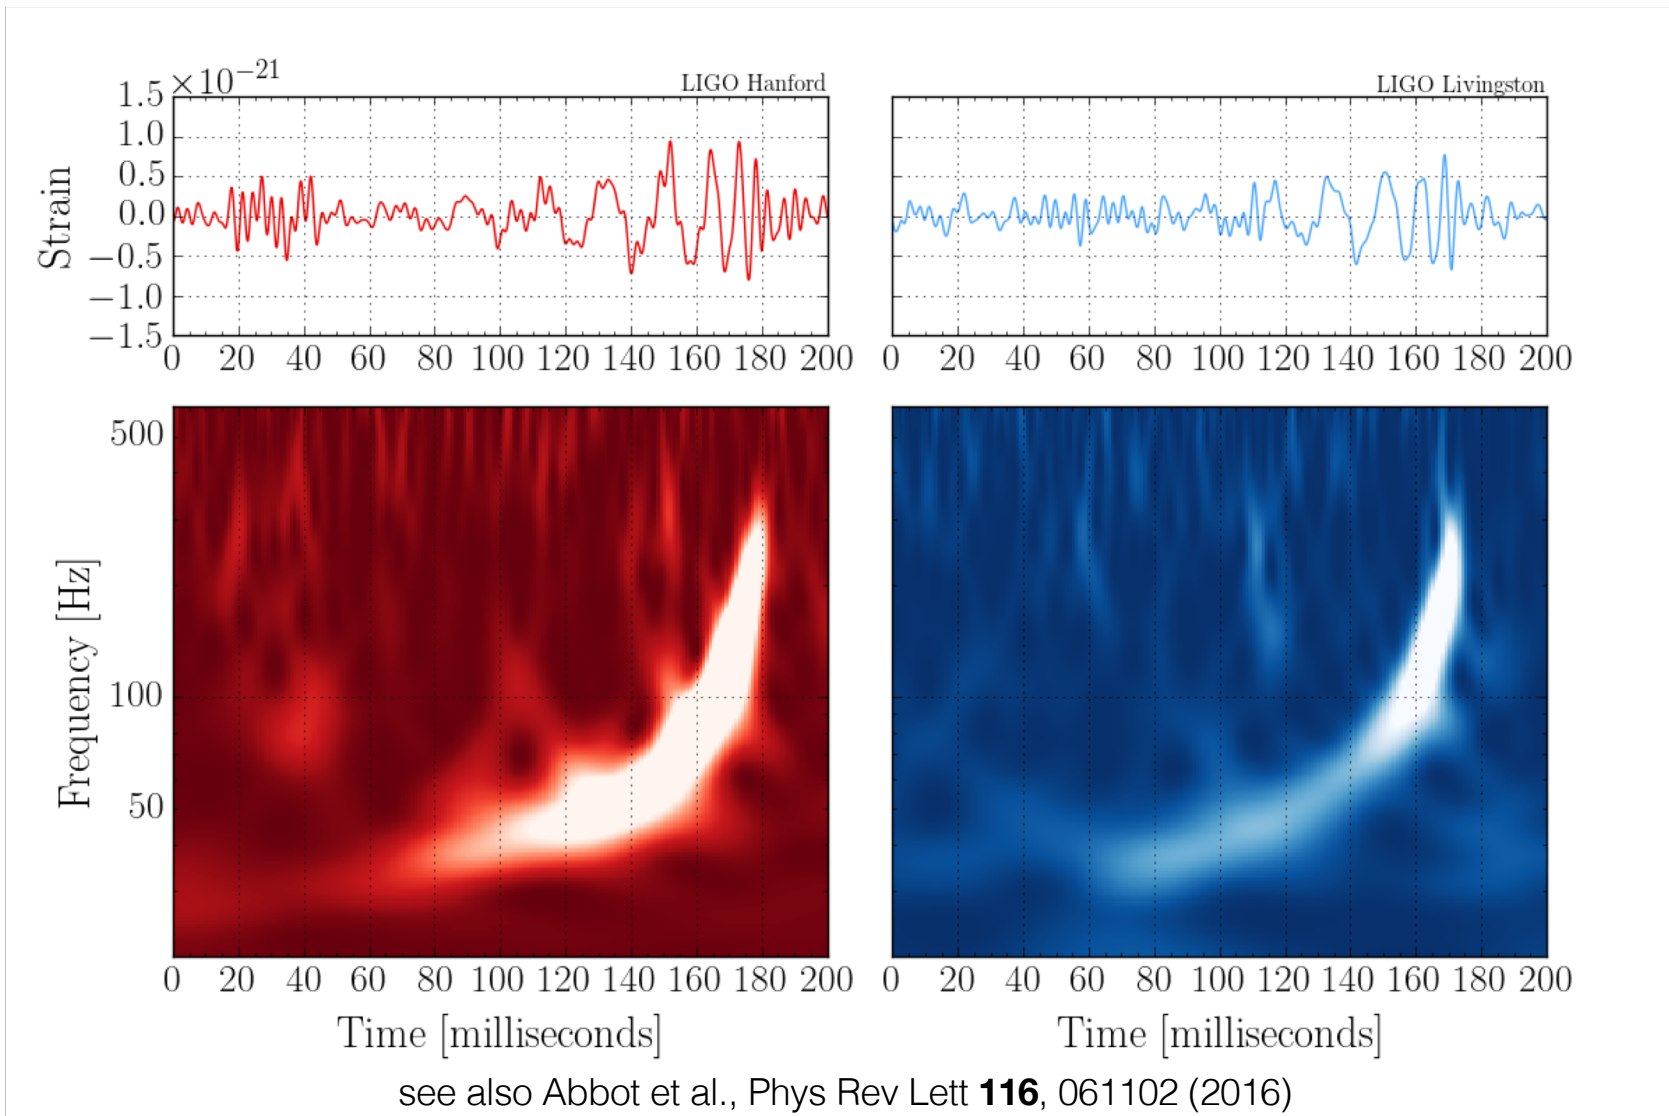 ×10−21
LIGO Hanford
LIGO Livingston
Strain
1.5
1.0
0.5
0.0
−0.5
−1.0
−1.5
0 20 40 60 80 100 120 140 160 180 200
0 20 40 60 80 100 120 140 160 180 200
Frequency [Hz]
500
100
50
0 20 40 60 80 100 120 140 160 180 200
0 20 40 60 80 100 120 140 160 180 200
Time [milliseconds]
Time [milliseconds]
see also Abbot et al., Phys Rev Lett 116, 061102 (2016)